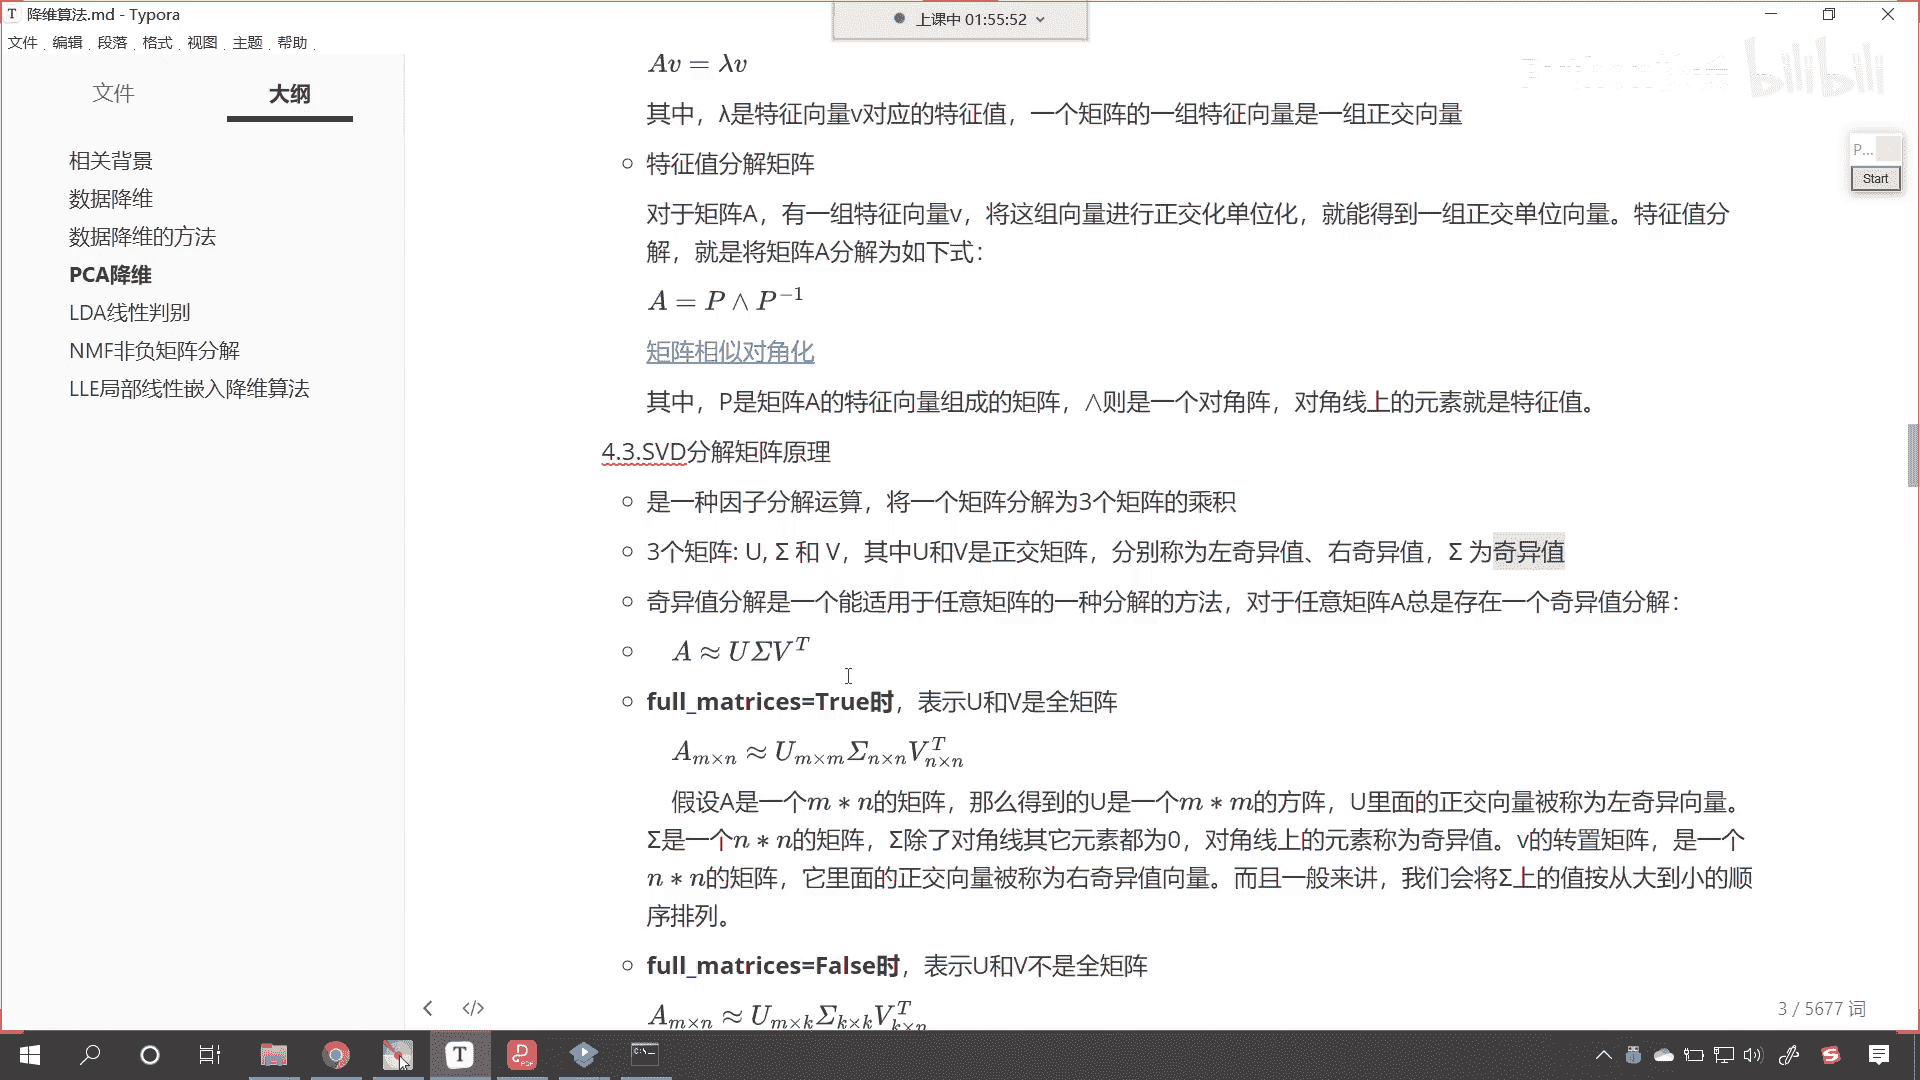 降维算法.md - Typora
上课中 01:55:52
文件 编辑 段落 格式 视图 主题 帮助
文件 大纲
相关背景
数据降维
数据降维的方法
PCA降维
LDA线性判别
NMF非负矩阵分解
LLE局部线性嵌入降维算法
Av = λv
其中，λ是特征向量v对应的特征值，一个矩阵的一组特征向量是一组正交向量
特征值分解矩阵
对于矩阵A，有一组特征向量v，将这组向量进行正交化单位化，就能得到一组正交单位向量。特征值分
解，就是将矩阵A分解为如下式：
A = P ∧ P⁻¹
矩阵相似对角化
其中，P是矩阵A的特征向量组成的矩阵，∧则是一个对角阵，对角线上的元素就是特征值。
4.3.SVD分解矩阵原理
是一种因子分解运算，将一个矩阵分解为3个矩阵的乘积
3个矩阵: U, Σ 和 V，其中U和V是正交矩阵，分别称为左奇异值、右奇异值，Σ 为奇异值
奇异值分解是一个能适用于任意矩阵的一种分解的方法，对于任意矩阵A总是存在一个奇异值分解：
A ≈ UΣV^T
full_matrices=True时，表示U和V是全矩阵
A_{m×n} ≈ U_{m×m}Σ_{n×n}V^T_{n×n}
假设A是一个m ∗ n的矩阵，那么得到的U是一个m ∗ m的方阵，U里面的正交向量被称为左奇异向量。
Σ是一个n ∗ n的矩阵，Σ除了对角线其它元素都为0，对角线上的元素称为奇异值。v的转置矩阵，是一个
n ∗ n的矩阵，它里面的正交向量被称为右奇异值向量。而且一般来讲，我们会将Σ上的值按从大到小的顺
序排列。
full_matrices=False时，表示U和V不是全矩阵
A_{m×n} ≈ U_{m×k}Σ_{k×k}V^T_{k×n}
3 / 5677 词
bilibili
P...
Start